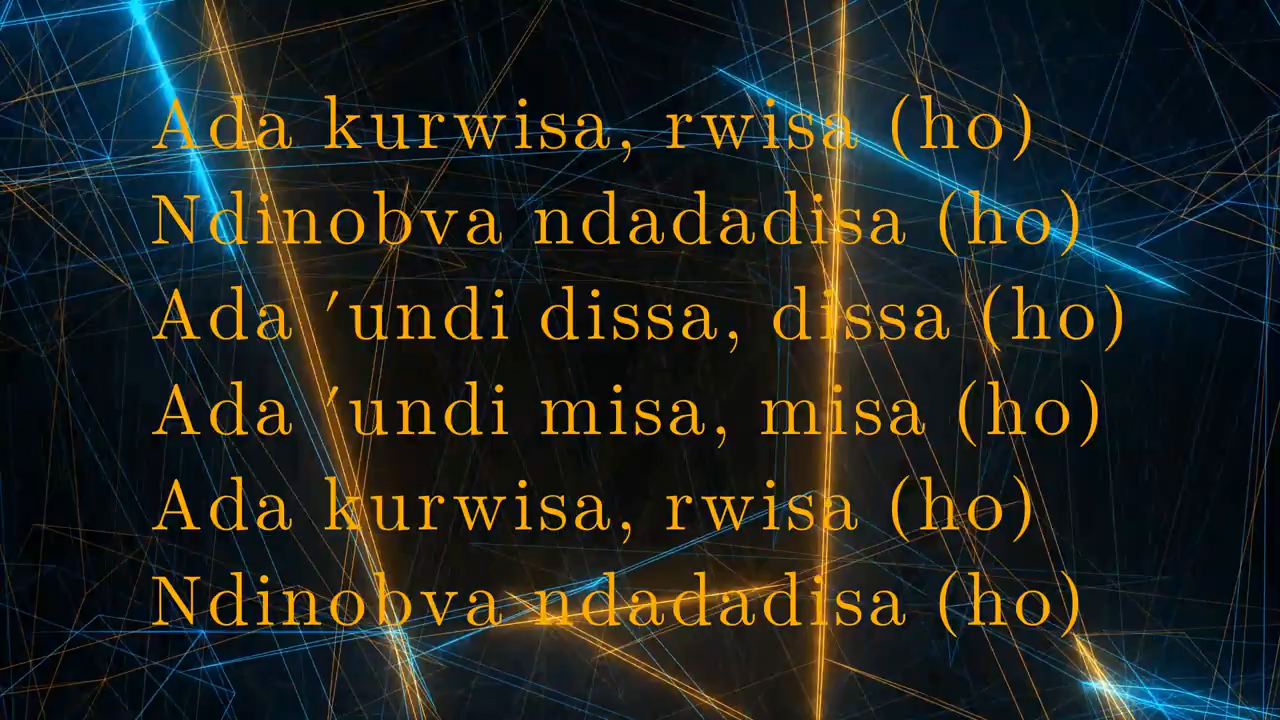 Ada kurwisa, rwisa (ho)
Ndinobva ndadadisa (ho)
Ada 'undi dissa, dissa (ho)
Ada 'undi misa, misa (ho)
Ada kurwisa, rwisa (ho)
Ndinobva ndadadisa (ho)